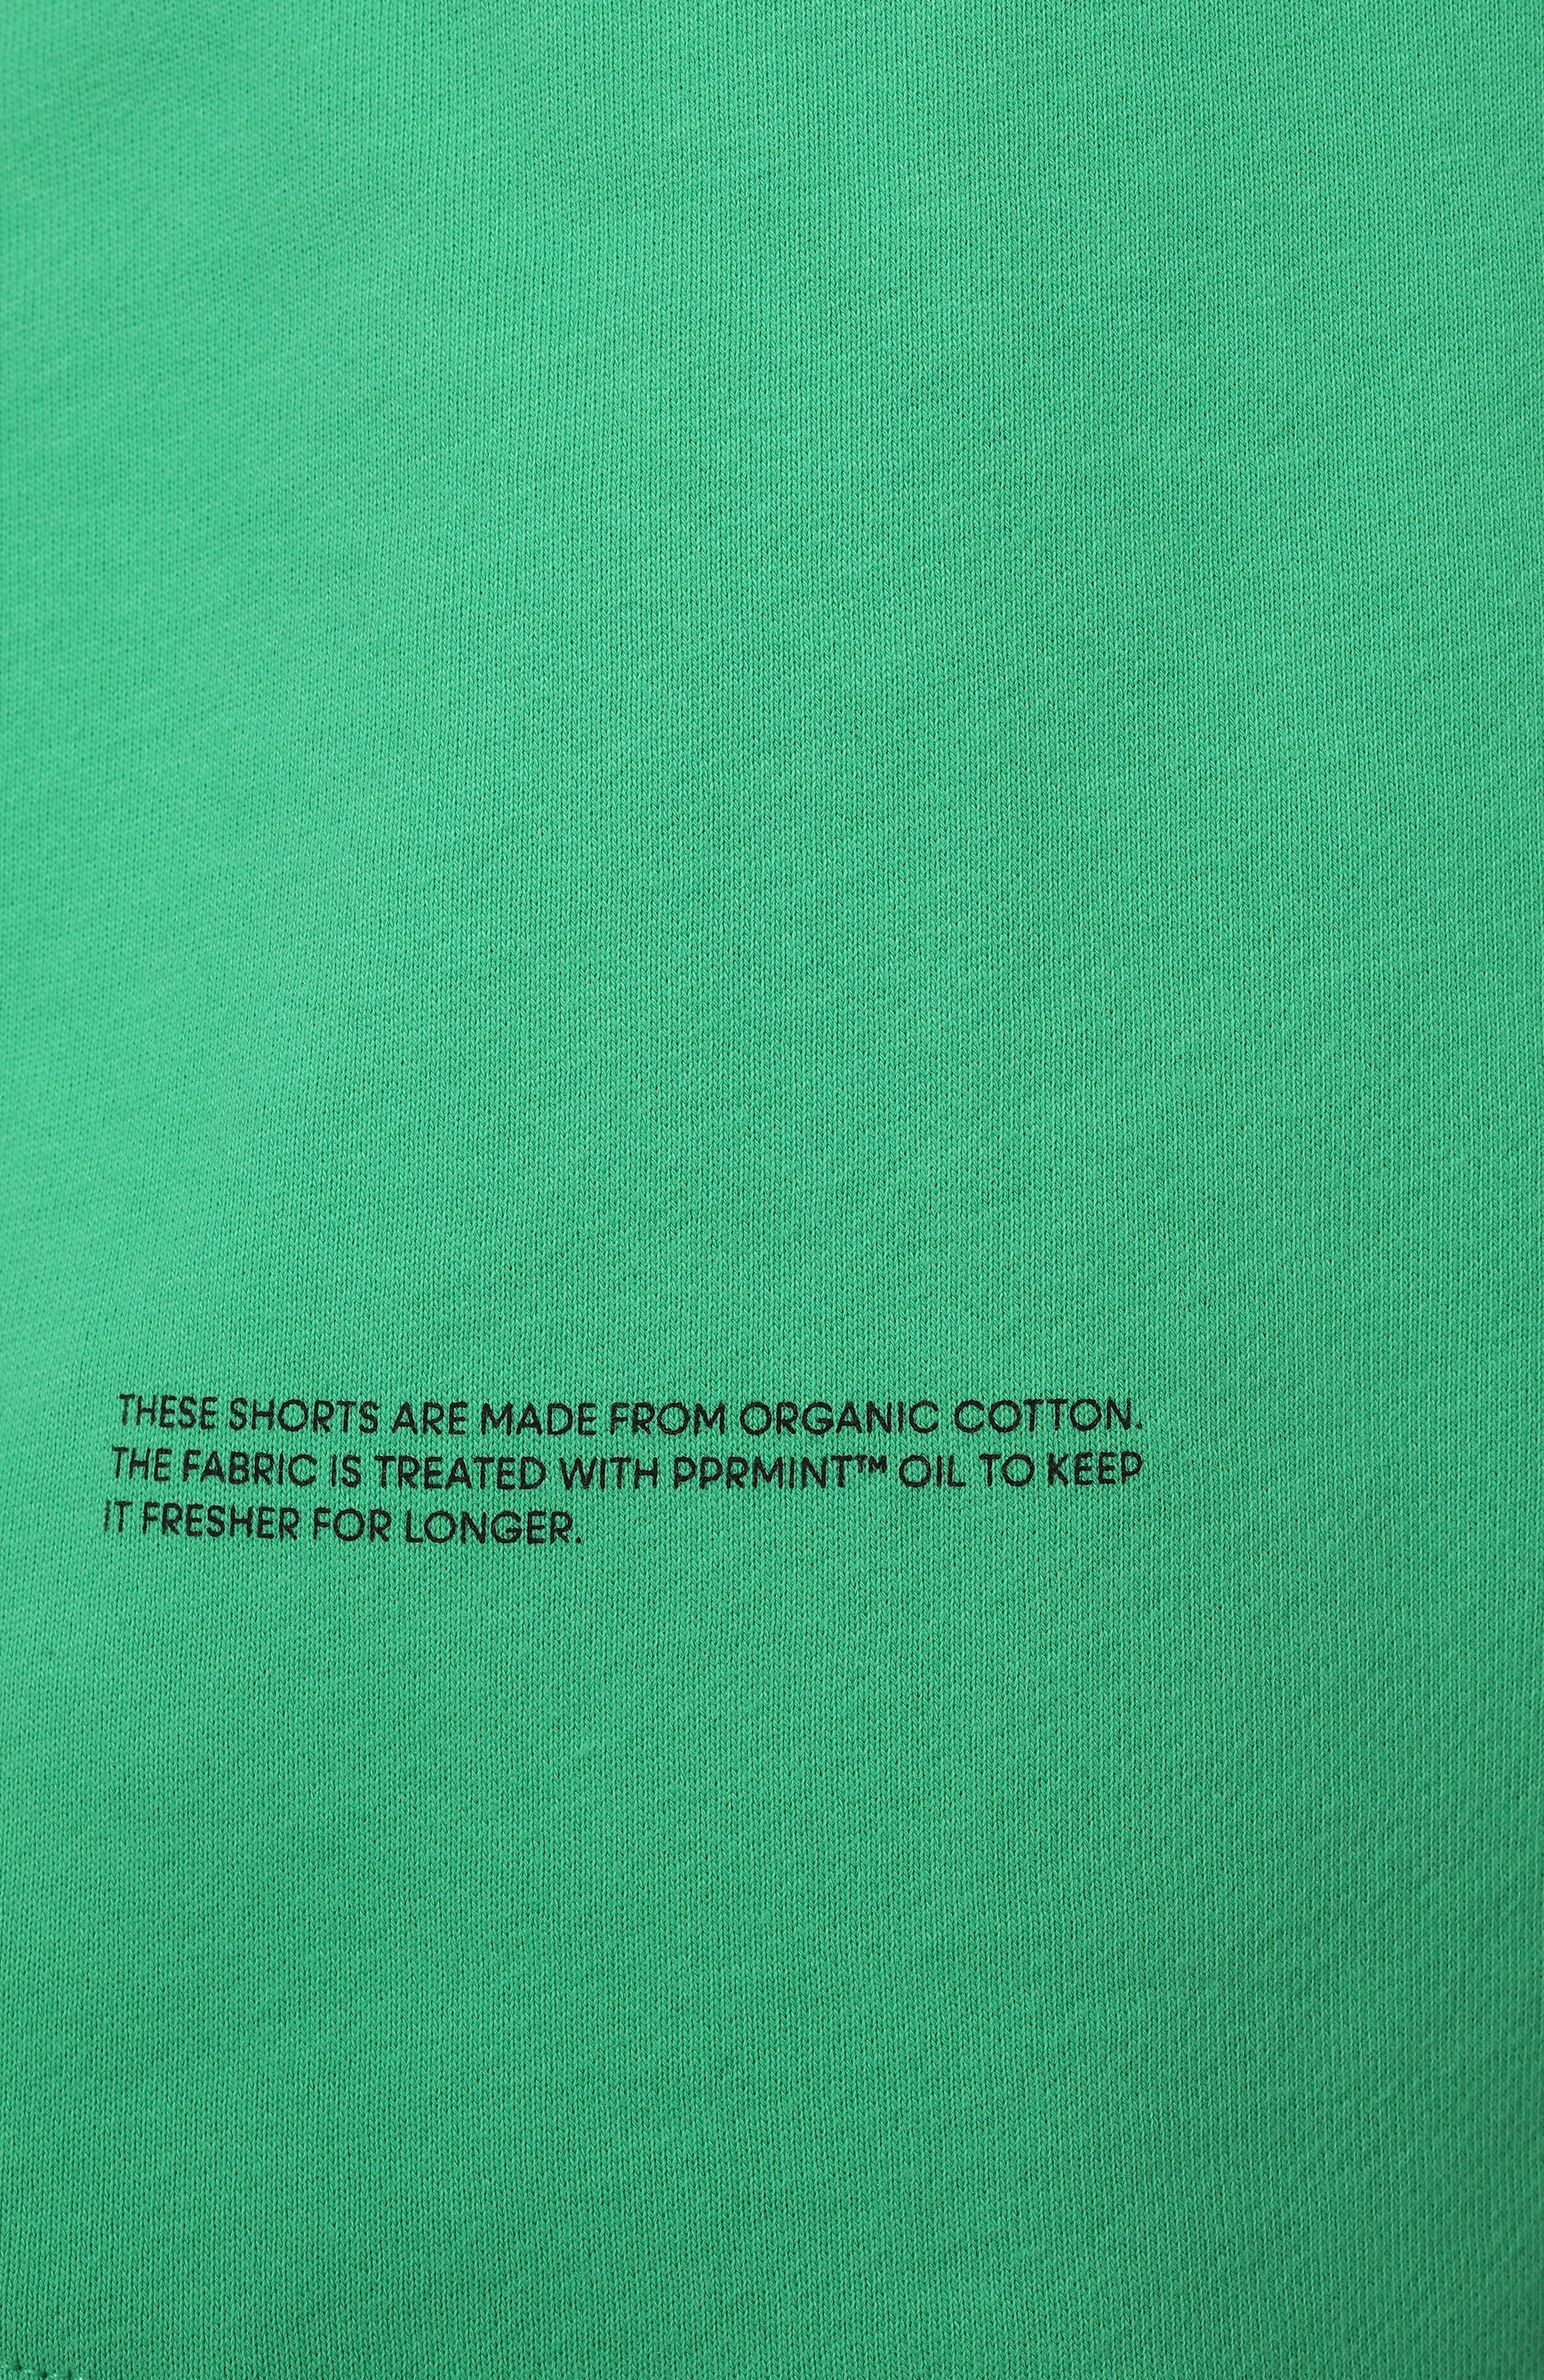 THESE SHORTS ARE MADE FROM ORGANIC COTTON.
THE FABRIC IS TREATED WITH PPRMINT™ OIL TO KEEP
IT FRESHER FOR LONGER.